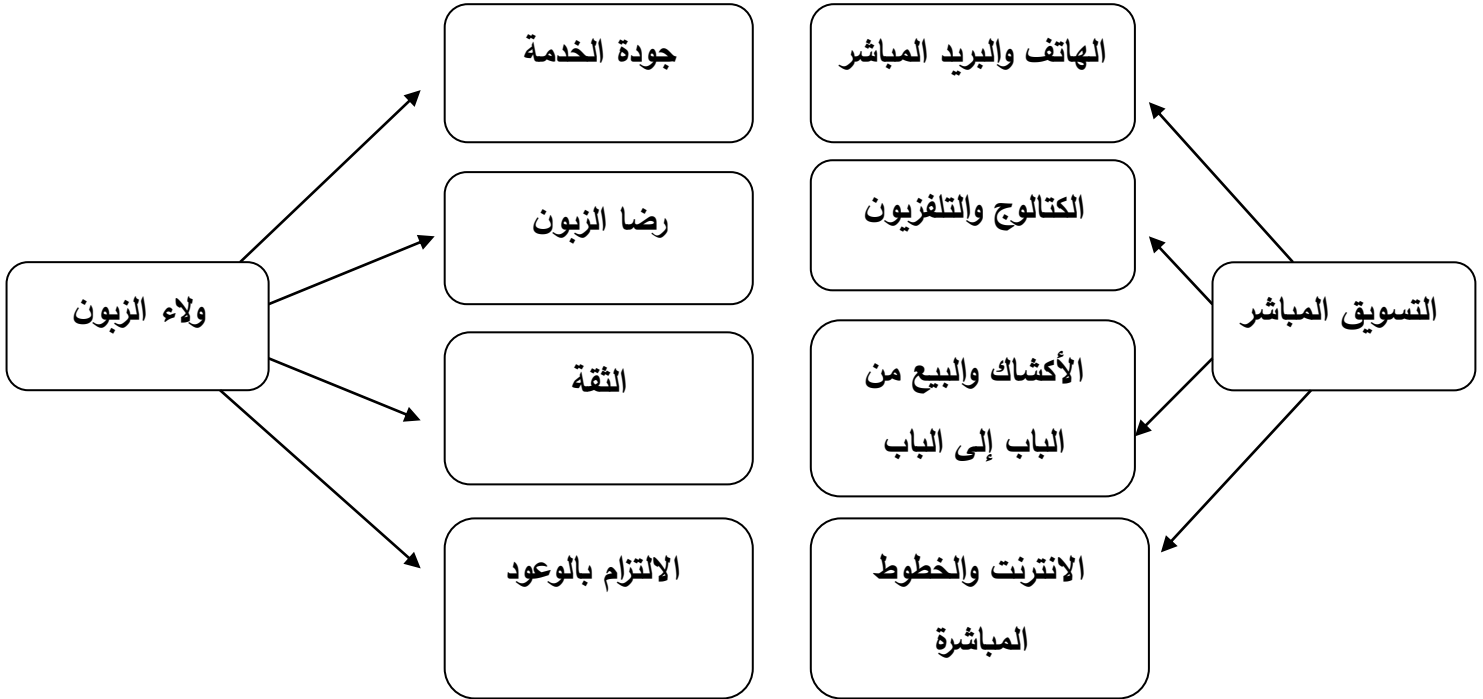 الهاتف والبريد المباشر
جودة الخدمة
الكتالوج والتلفزيون
رضا الزبون
التسويق المباشر
ولاء الزبون
الأكشاك والبيع من
الباب إلى الباب
الثقة
الانترنت والخطوط
المباشرة
الالتزام بالوعود